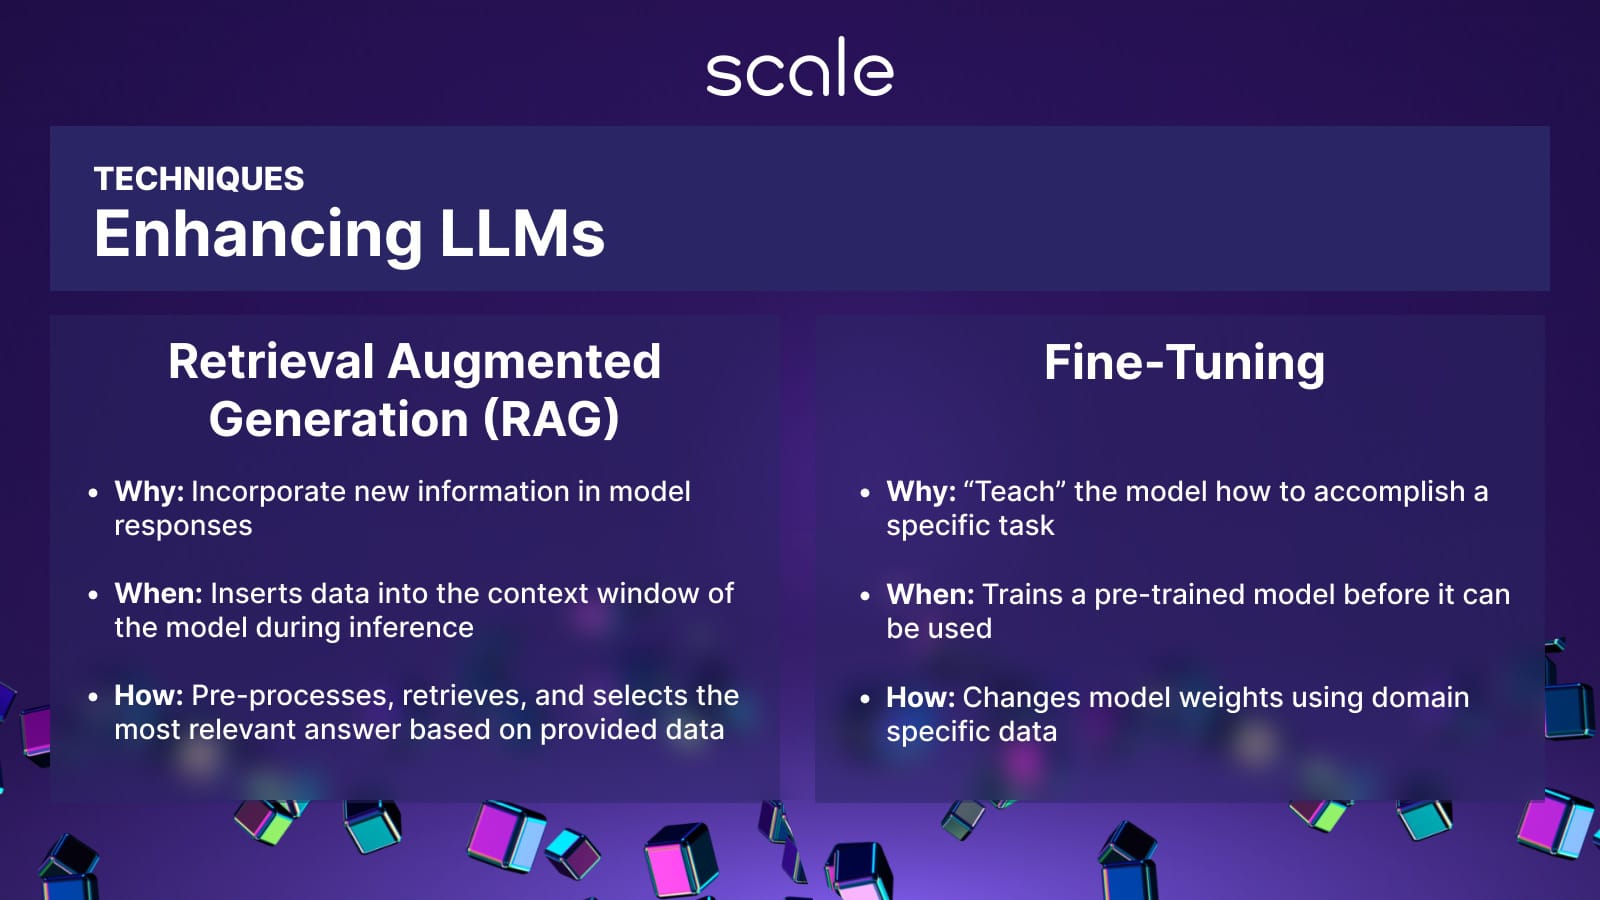 scale
TECHNIQUES
Enhancing LLMs
Retrieval Augmented
Generation (RAG)
• Why: Incorporate new information in model
responses
• When: Inserts data into the context window of
the model during inference
• How: Pre-processes, retrieves, and selects the
most relevant answer based on provided data
Fine-Tuning
• Why: “Teach” the model how to accomplish a
specific task
• When: Trains a pre-trained model before it can
be used
• How: Changes model weights using domain
specific data